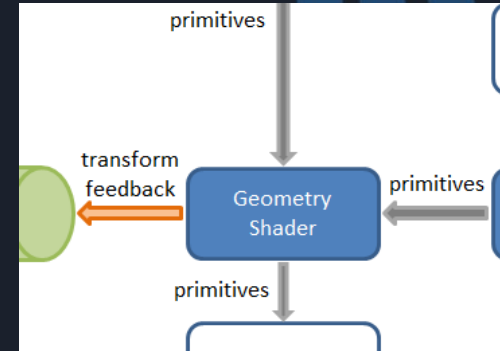 primitives
transform
feedback
Geometry
Shader
primitives
primitives